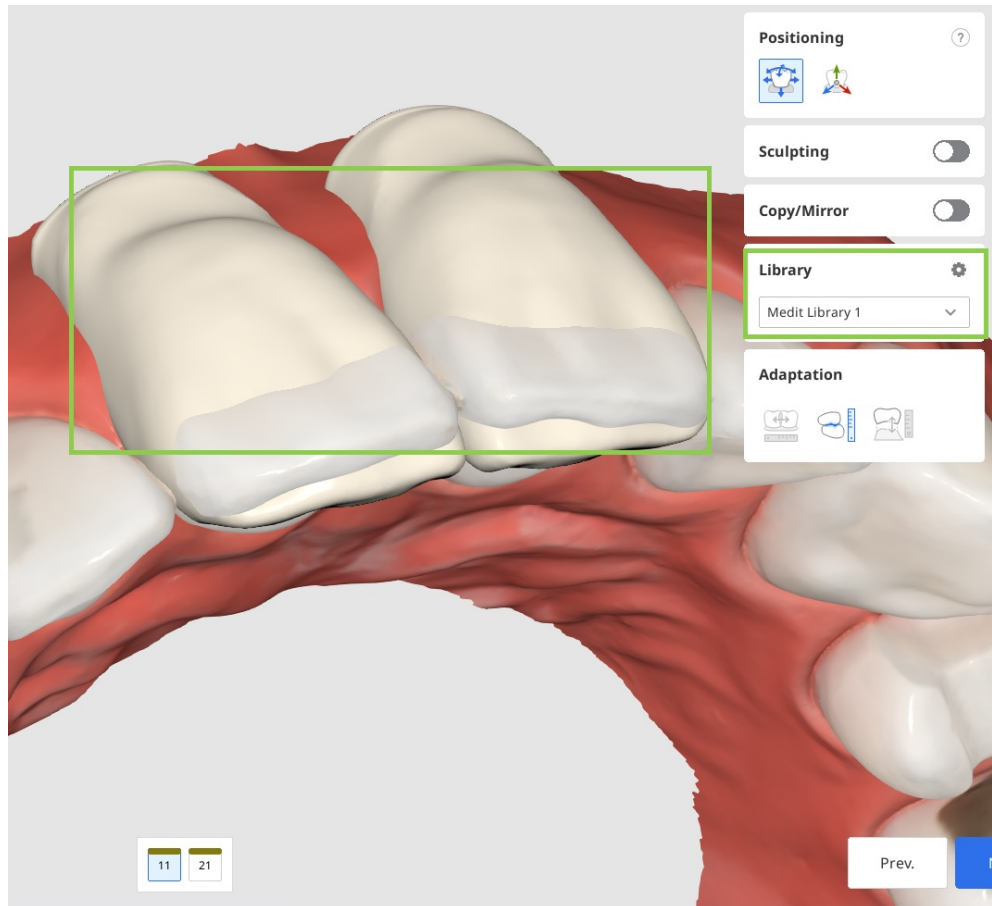 Positioning
?
Sculpting
Copy/Mirror
Library
Medit Library 1
Adaptation
11
21
Prev.